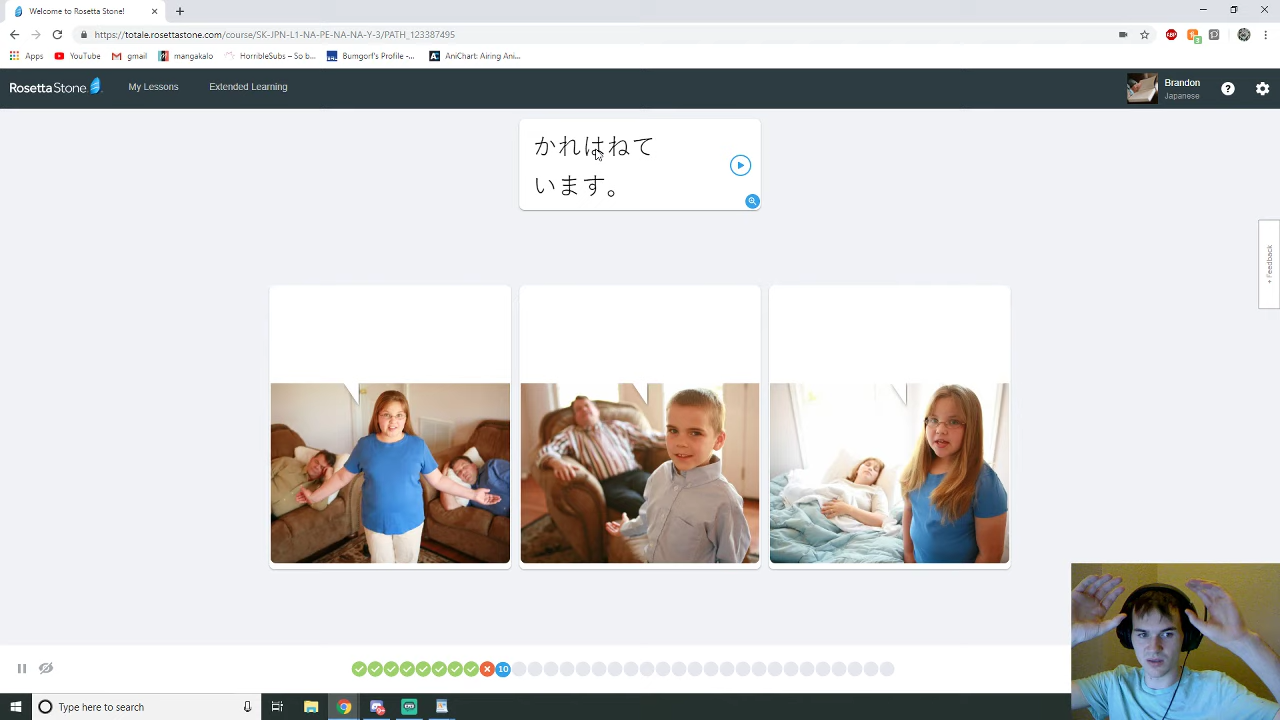 Welcome to Rosetta Stone!
https://totale.rosettastone.com/course/SK-JPN-L1-NA-PE-NA-NA-Y-3/PATH_123387495
Apps
YouTube
gmail
mangakalo
HorribleSubs – So b...
Bumgorf's Profile -...
AniChart: Airing Ani...
RosettaStone
My Lessons
Extended Learning
Brandon
Japanese
かれはねて
います。
+ Feedback
10
Type here to search